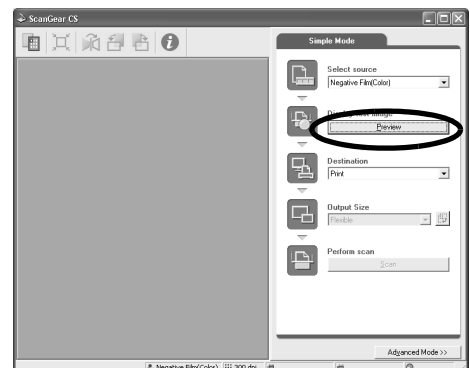 ScanGear CS
Simple Mode
Select source
Negative Film(Color)
Display test image
Preview
Destination
Print
Output Size
Flexible
Perform scan
Scan
Advanced Mode >>
Negative Film(Color) 300 dpi